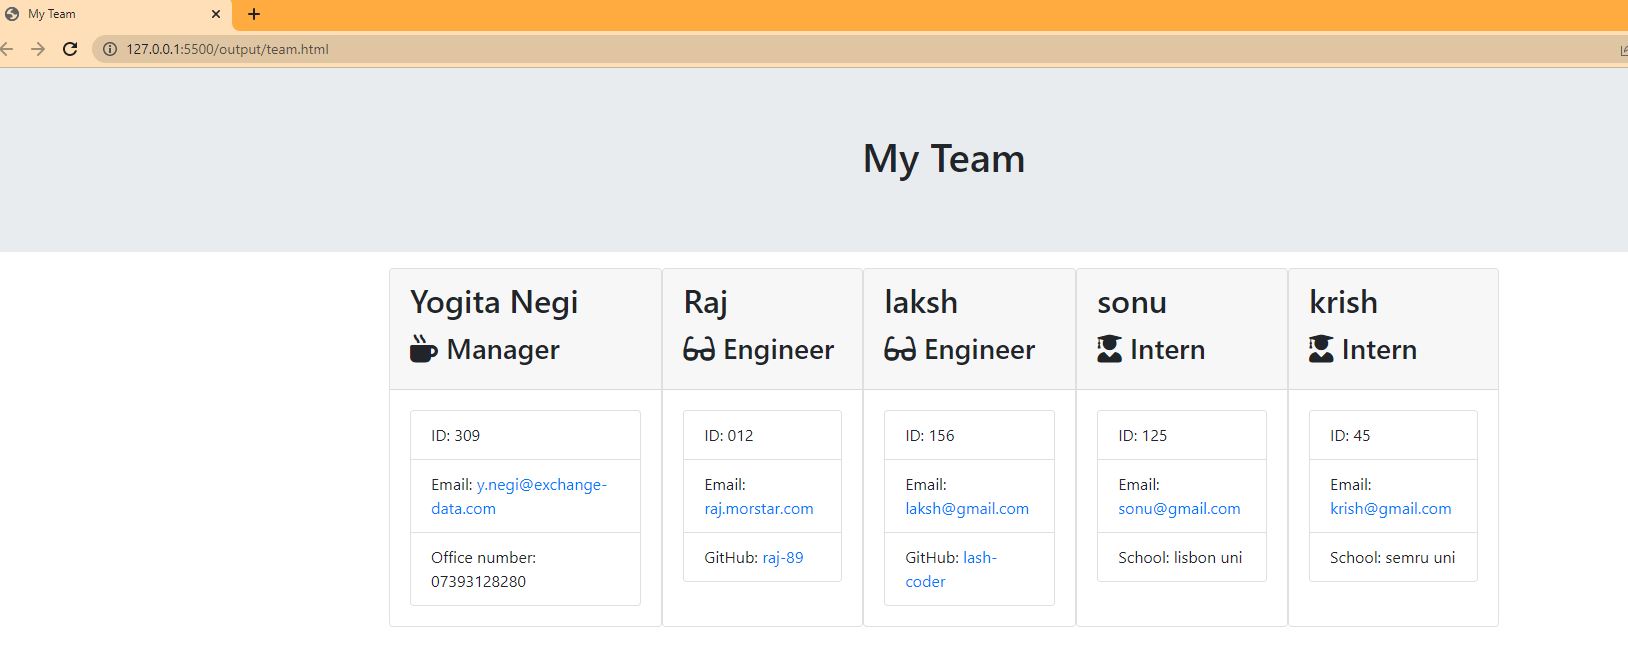 My Team
127.0.0.1:5500/output/team.html
My Team
Yogita Negi
Manager
ID: 309
Email: y.negi@exchange-
data.com
Office number:
07393128280
Raj
Engineer
ID: 012
Email:
raj.morstar.com
GitHub: raj-89
laksh
Engineer
ID: 156
Email:
laksh@gmail.com
GitHub: lash-
coder
sonu
Intern
ID: 125
Email:
sonu@gmail.com
School: lisbon uni
krish
Intern
ID: 45
Email:
krish@gmail.com
School: semru uni